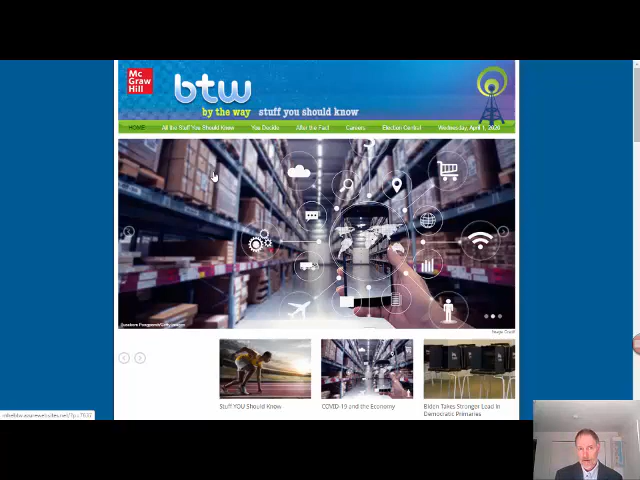 Mc
Graw
Hill
btw
by the way stuff you should know
HOME All the Stuff You Should Know You Decide After the Fact Careers Election Central Wednesday, April 1, 2020
Image Credit
Stuff YOU Should Know
COVID-19 and the Economy
Biden Takes Stronger Lead In
Democratic Primaries